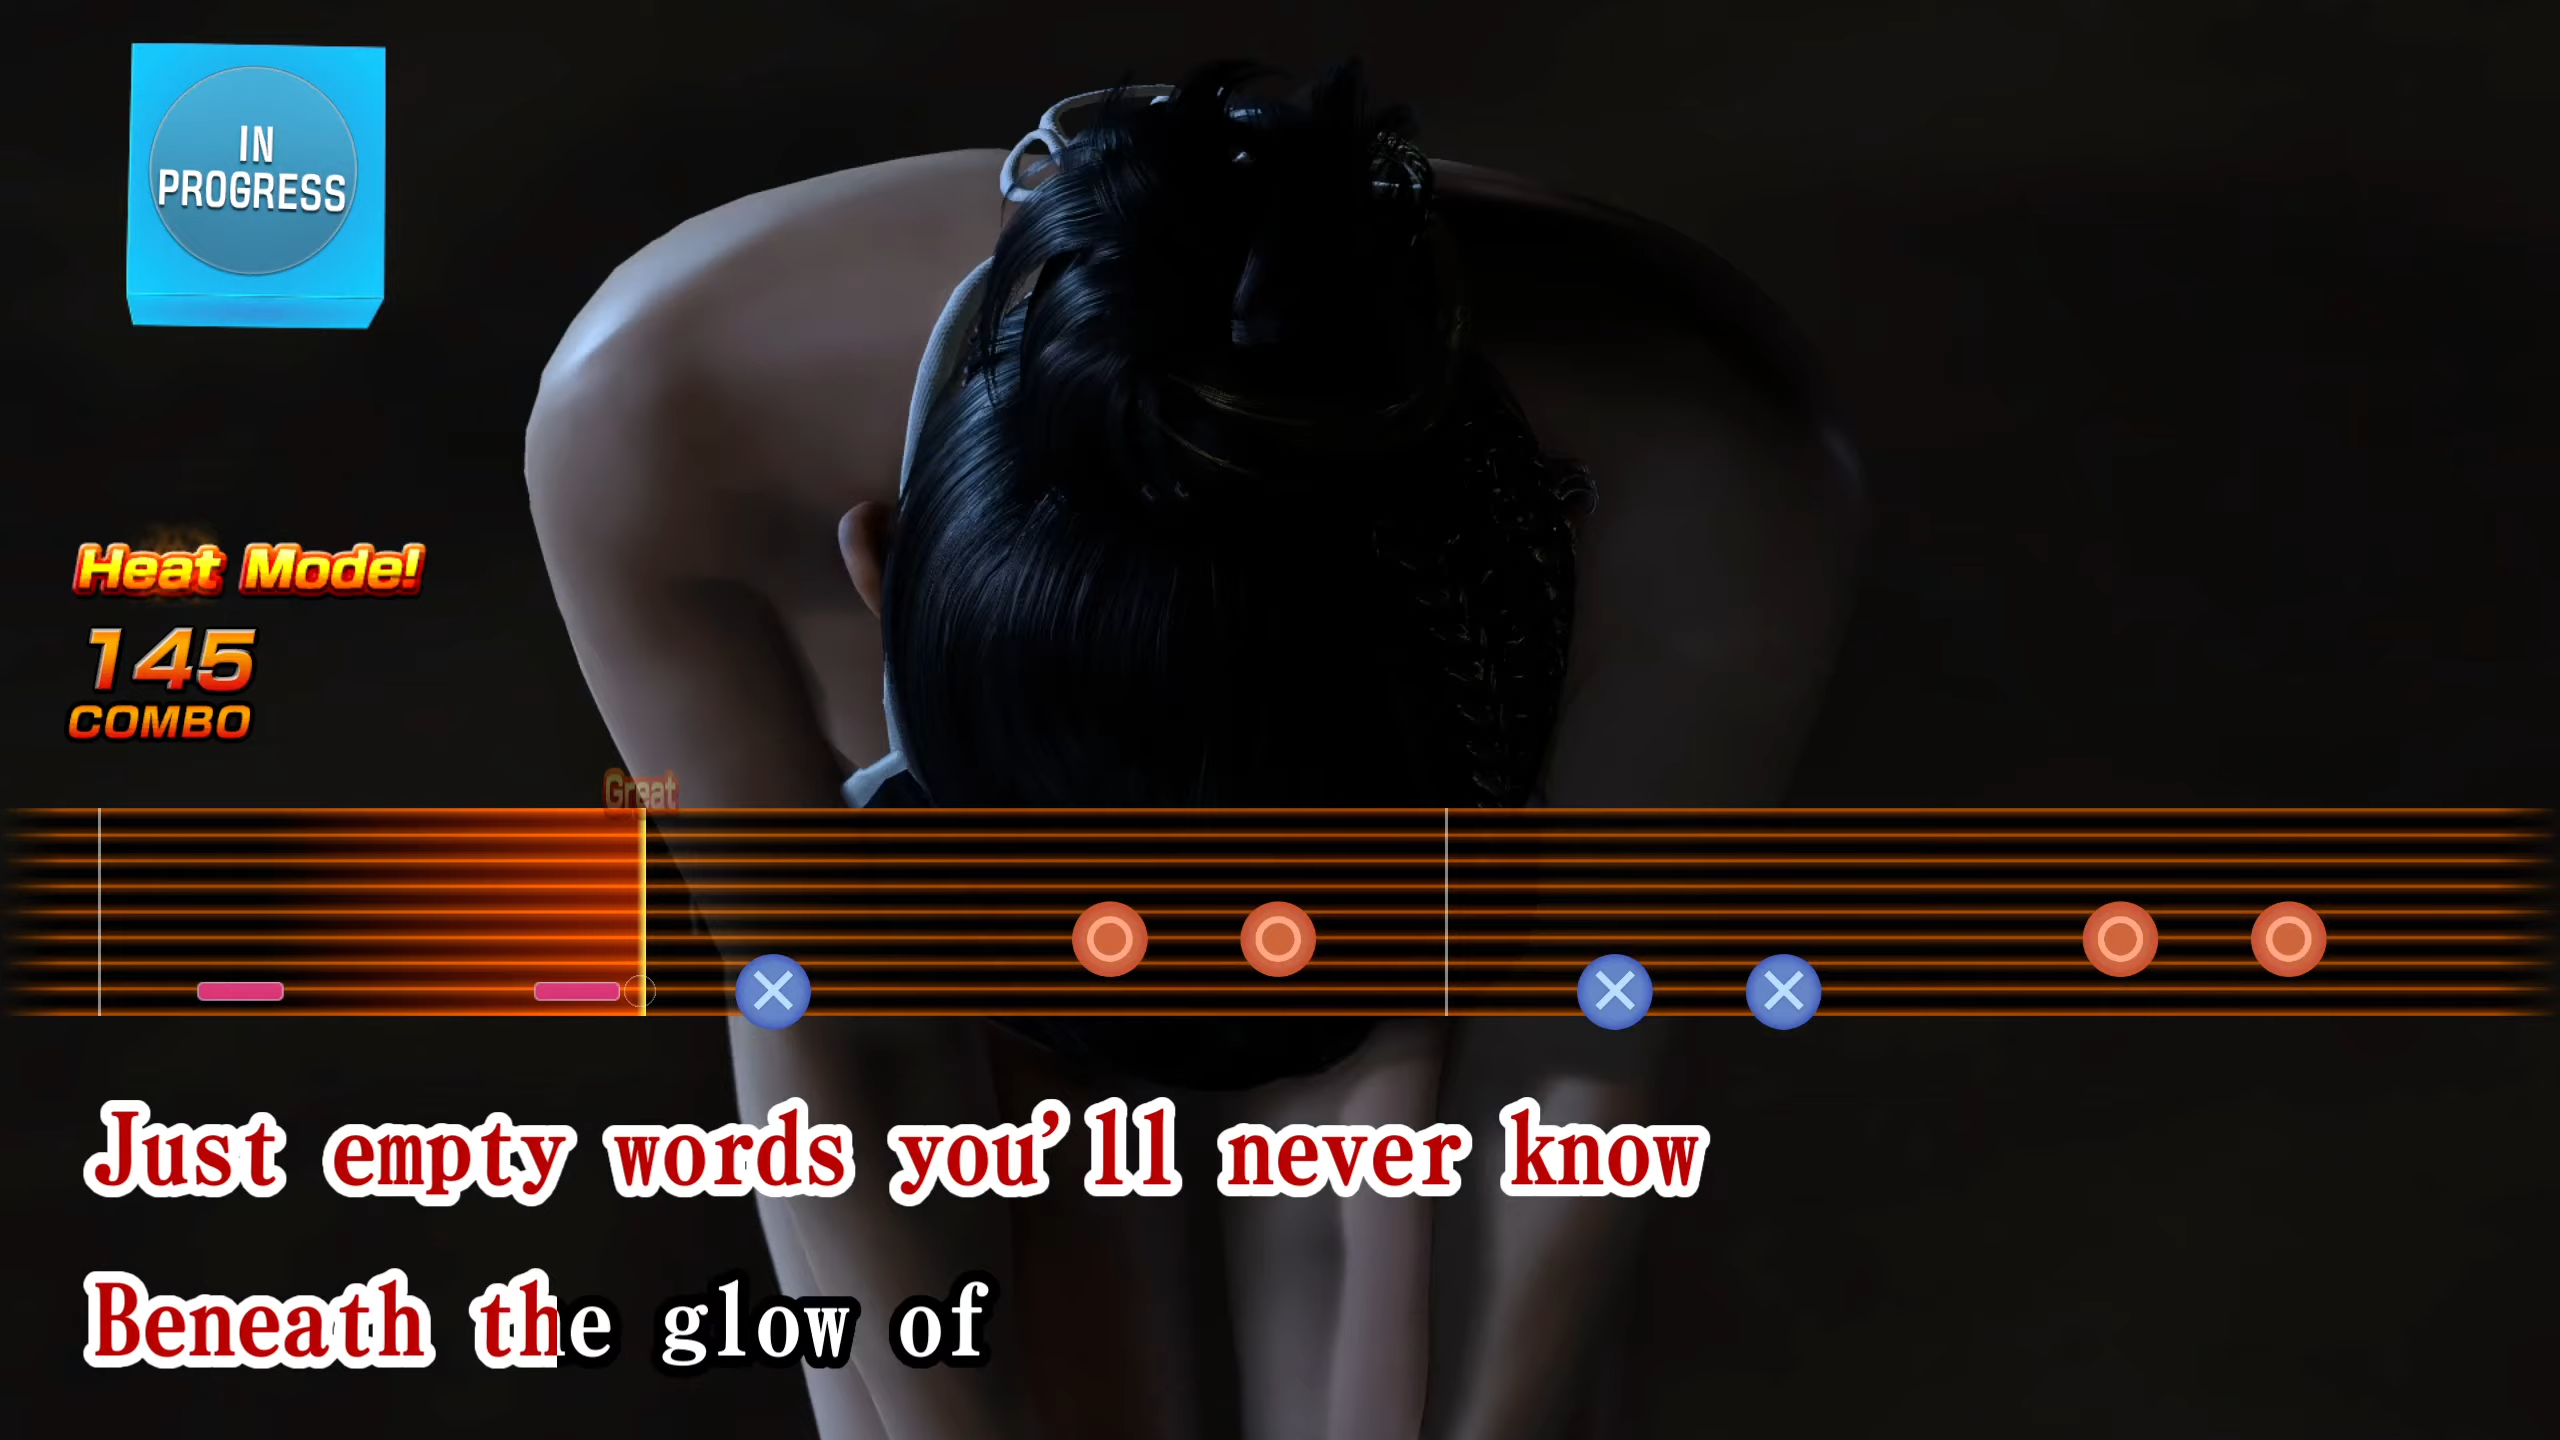 IN
PROGRESS
Heat Mode!
145
COMBO
Great
Just empty words you'll never know
Beneath the glow of